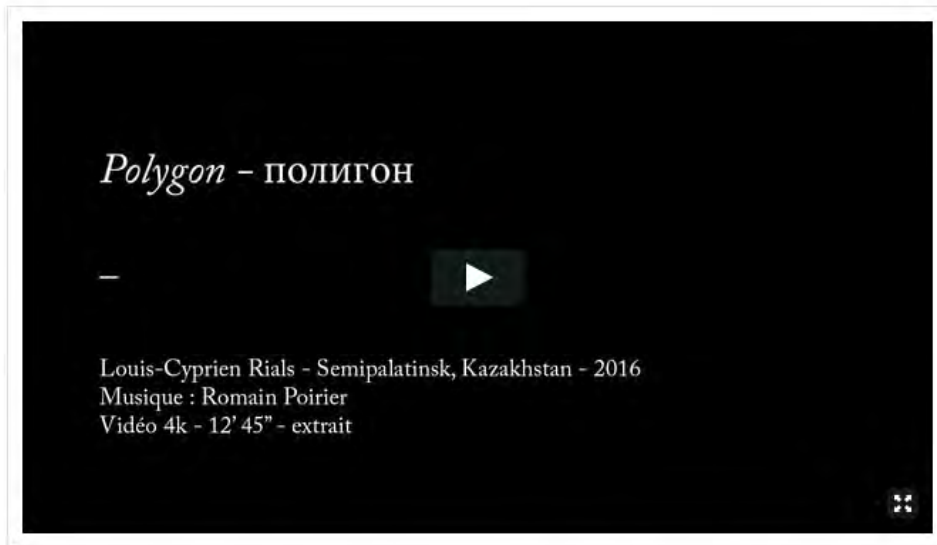 Polygon - полигон
–
Louis-Cyprien Rials - Semipalatinsk, Kazakhstan - 2016
Musique : Romain Poirier
Vidéo 4k - 12’ 45” - extrait